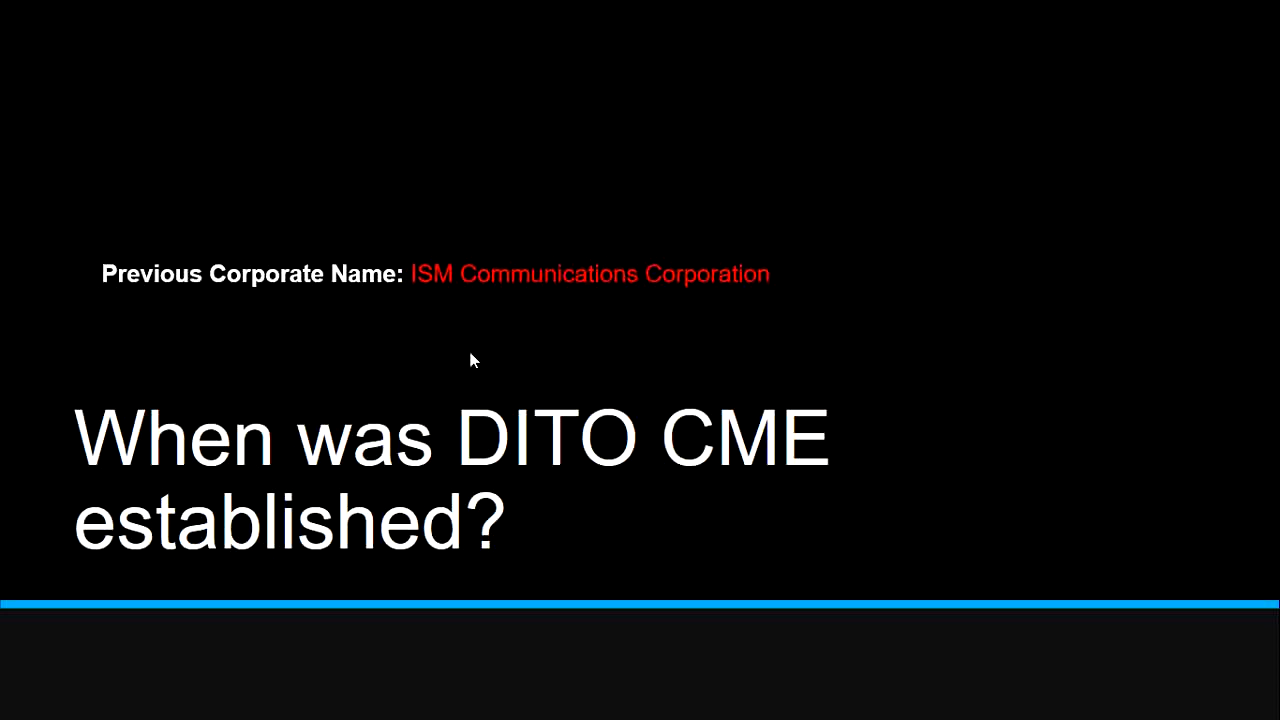 Previous Corporate Name: ISM Communications Corporation
When was DITO CME
established?